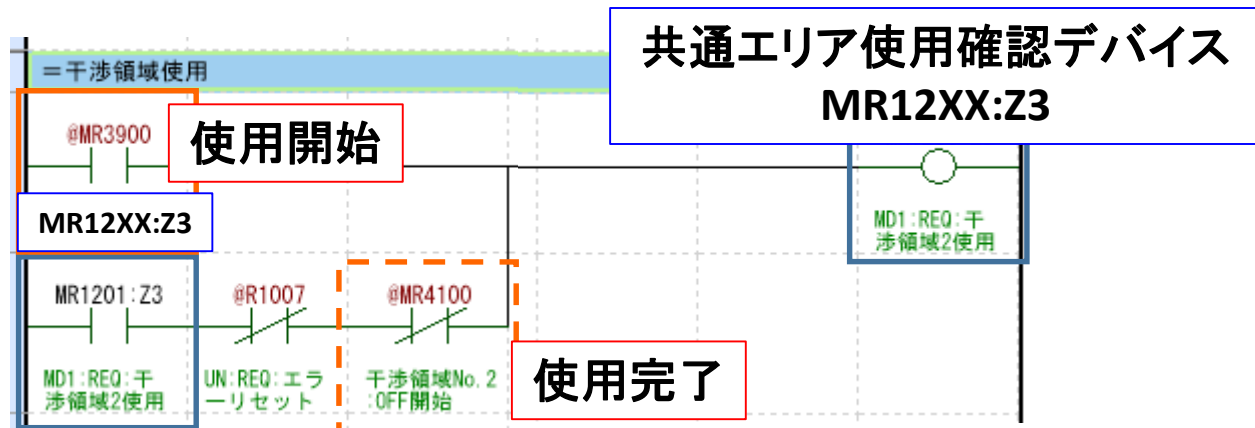 共通エリア使用確認デバイス
MR12XX:Z3
=干渉領域使用
@MR3900
使用開始
MR12XX:Z3
MD1:REQ:干
渉領域2使用
MR1201:Z3
@R1007
@MR4100
MD1:REQ:干
渉領域2使用
UN:REQ:エラ
ーリセット
干渉領域No.2
:OFF開始
使用完了